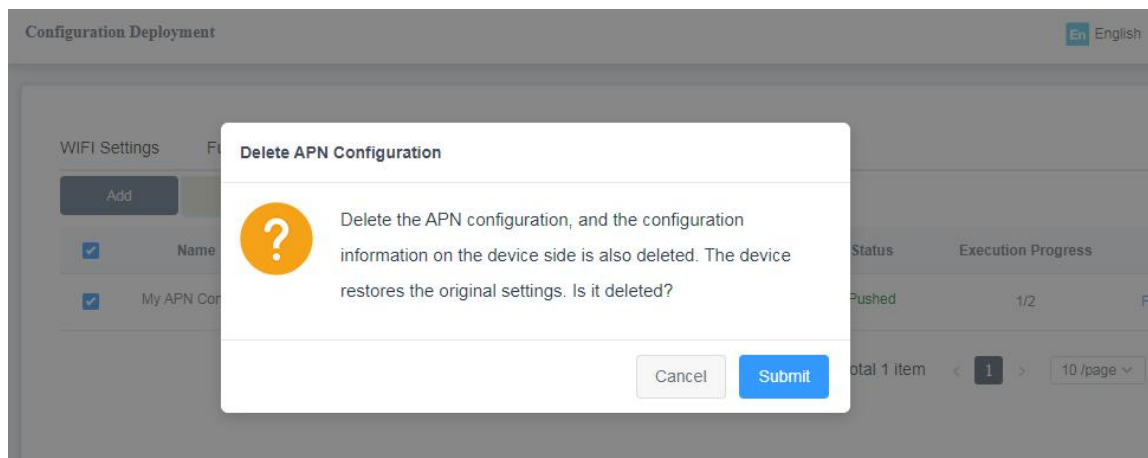 Configuration Deployment
En English
WIFI Settings
Delete APN Configuration
Add
Delete the APN configuration, and the configuration
information on the device side is also deleted. The device
restores the original settings. Is it deleted?
Name
Status
Execution Progress
My APN
Pushed
1/2
Cancel
Submit
1 item
<
1
>
10 /page